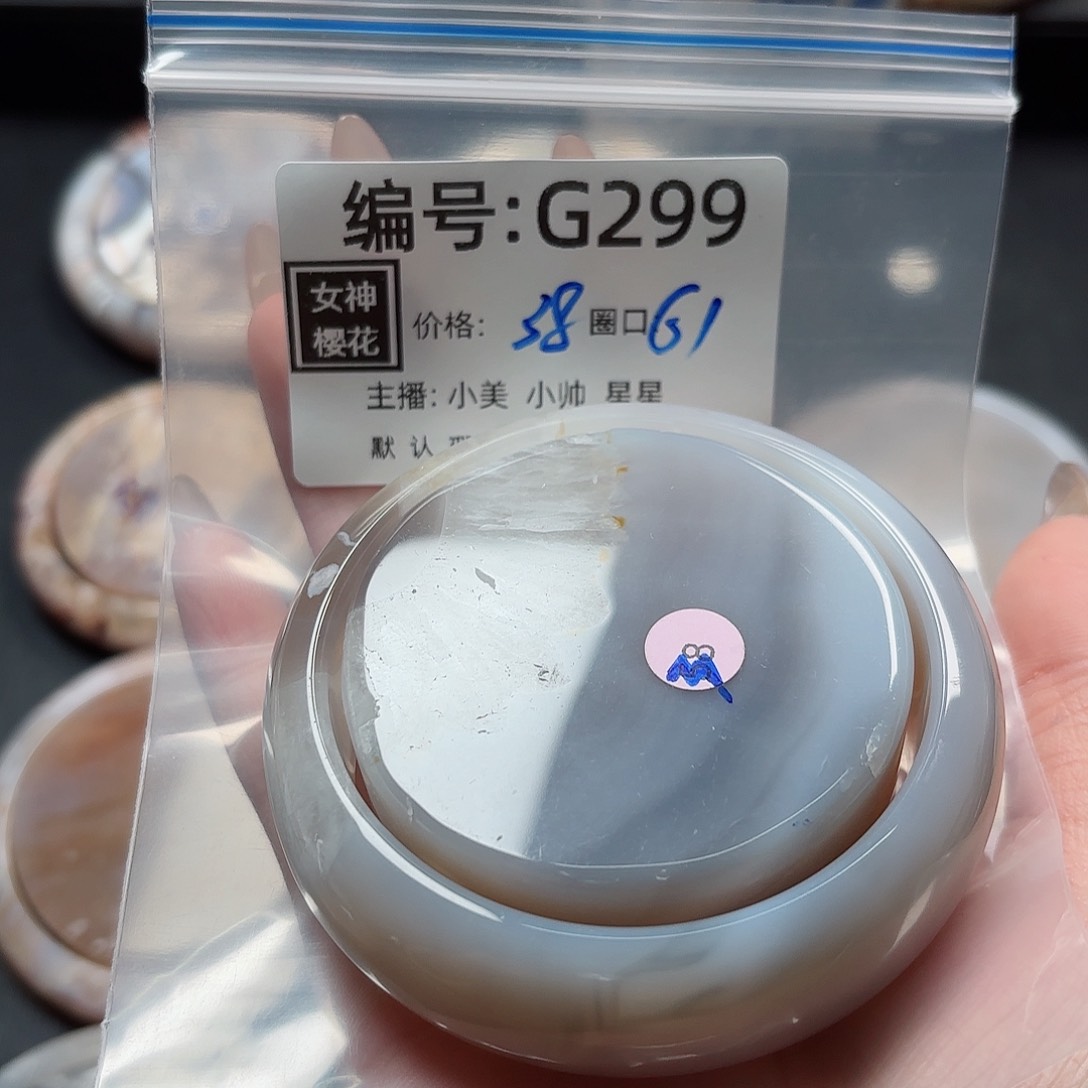 编号:G299
女神
樱花
价格: 58 圈口 61
主播: 小美 小帅 星星
默认